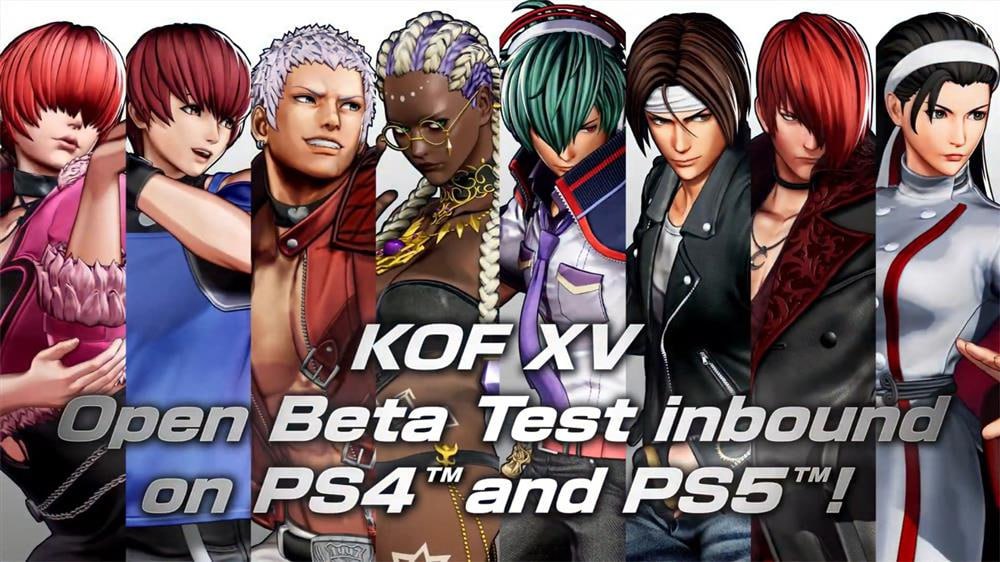 KOF XV
Open Beta Test inbound
on PS4™ and PS5™!